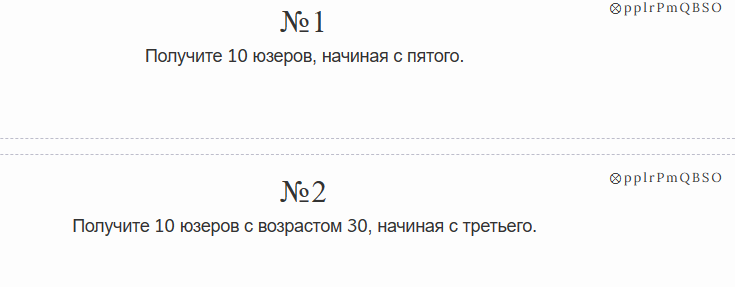 ⊗pplrPmQBSO
№1
Получите 10 юзеров, начиная с пятого.
⊗pplrPmQBSO
№2
Получите 10 юзеров с возрастом 30, начиная с третьего.